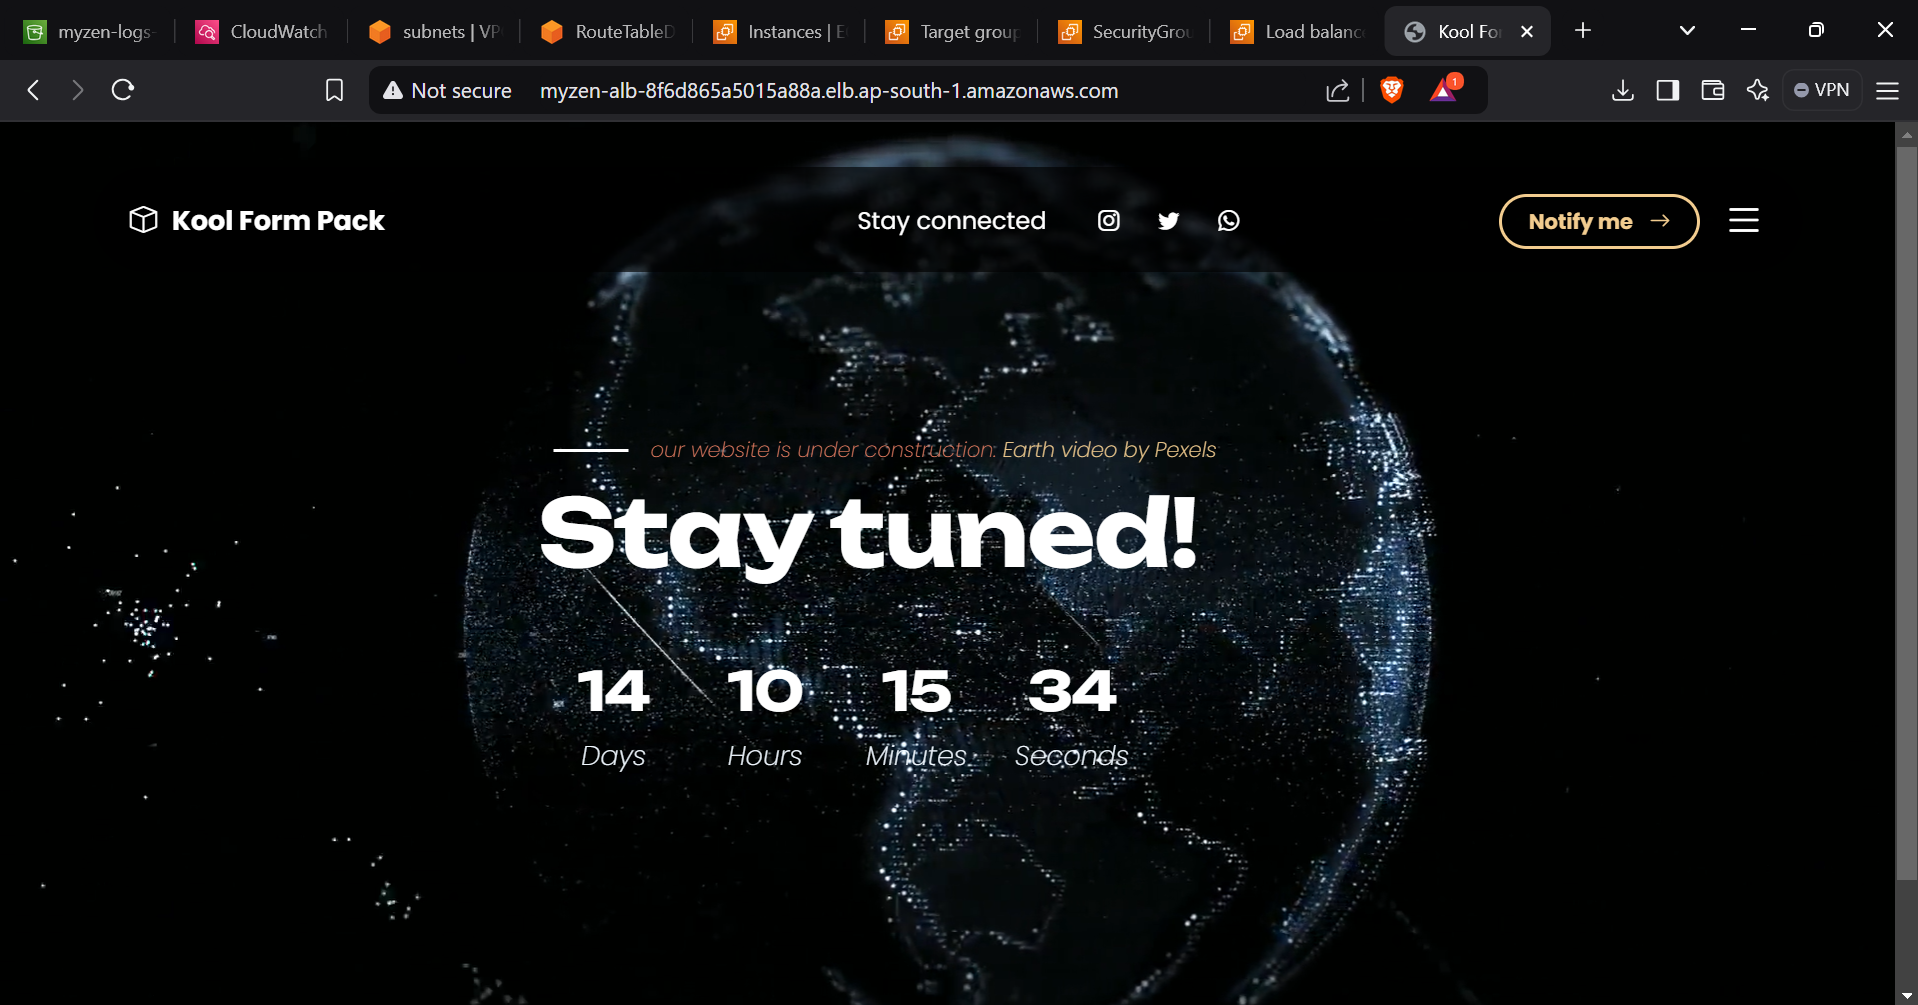 myzen-logs-
CloudWatch
subnets | VP
RouteTableD
Instances | E
Target group
SecurityGrou
Load balance
Kool Fo
Not secure
myzen-alb-8f6d865a5015a88a.elb.ap-south-1.amazonaws.com
1
VPN
Kool Form Pack
Stay connected
Notify me
our website is under construction. Earth video by Pexels
Stay tuned!
14 10 15 34
Days Hours Minutes Seconds